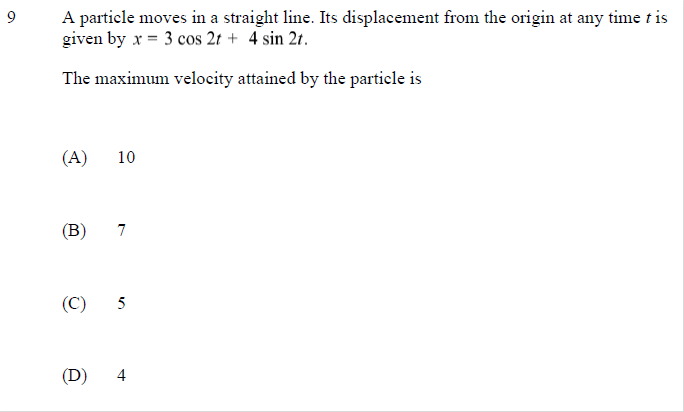 9 A particle moves in a straight line. Its displacement from the origin at any time t is
given by x = 3 cos 2t + 4 sin 2t.
The maximum velocity attained by the particle is
(A) 10
(B) 7
(C) 5
(D) 4